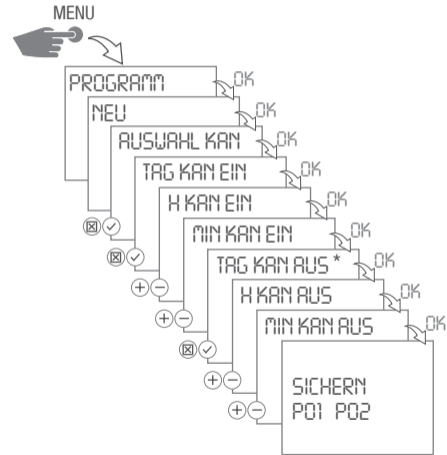 MENU
PROGRAMM
OK
NEU
OK
AUSWAHL KAN
OK
TAG KAN EIN
OK
H KAN EIN
OK
MIN KAN EIN
OK
TAG KAN AUS *
OK
H KAN AUS
OK
MIN KAN AUS
OK
SICHERN
P01 P02